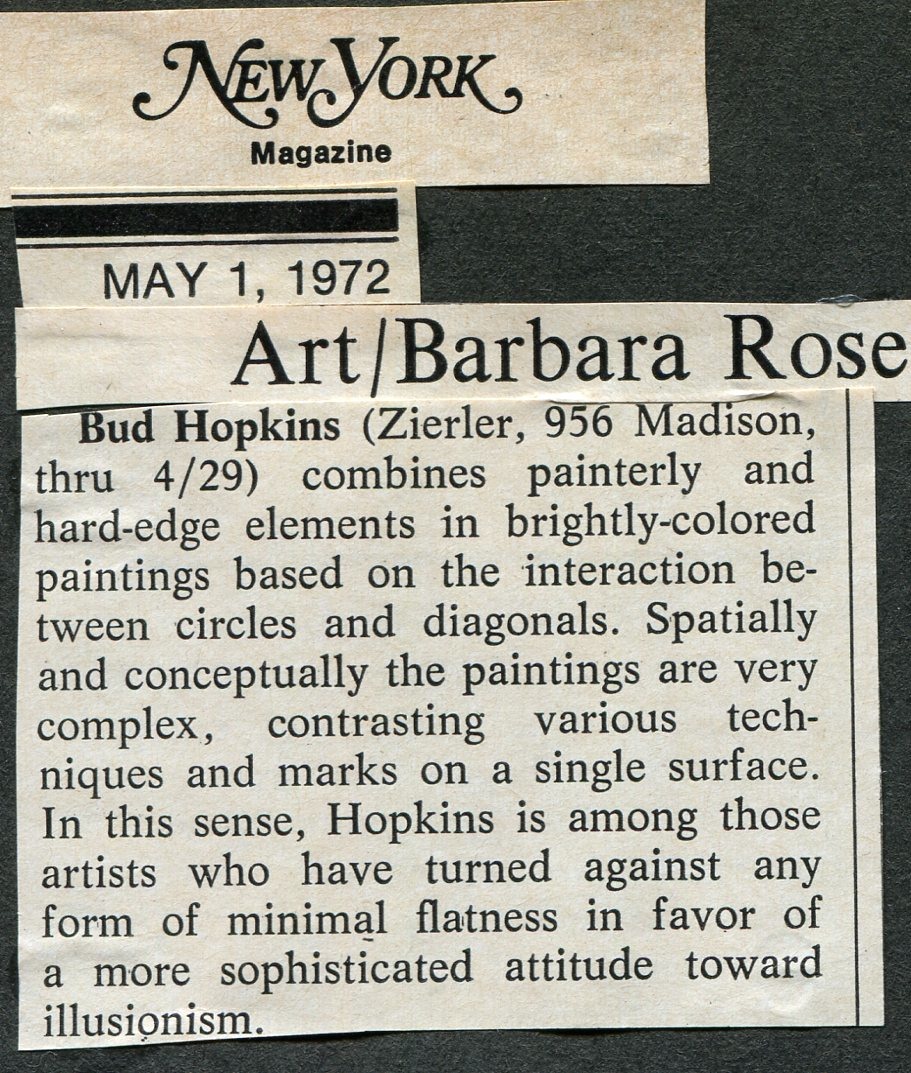 NEW YORK
Magazine
MAY 1, 1972
Art/Barbara Rose
Bud Hopkins (Zierler, 956 Madison,
thru 4/29) combines painterly and
hard-edge elements in brightly-colored
paintings based on the interaction be-
tween circles and diagonals. Spatially
and conceptually the paintings are very
complex, contrasting various tech-
niques and marks on a single surface.
In this sense, Hopkins is among those
artists who have turned against any
form of minimal flatness in favor of
a more sophisticated attitude toward
illusionism.